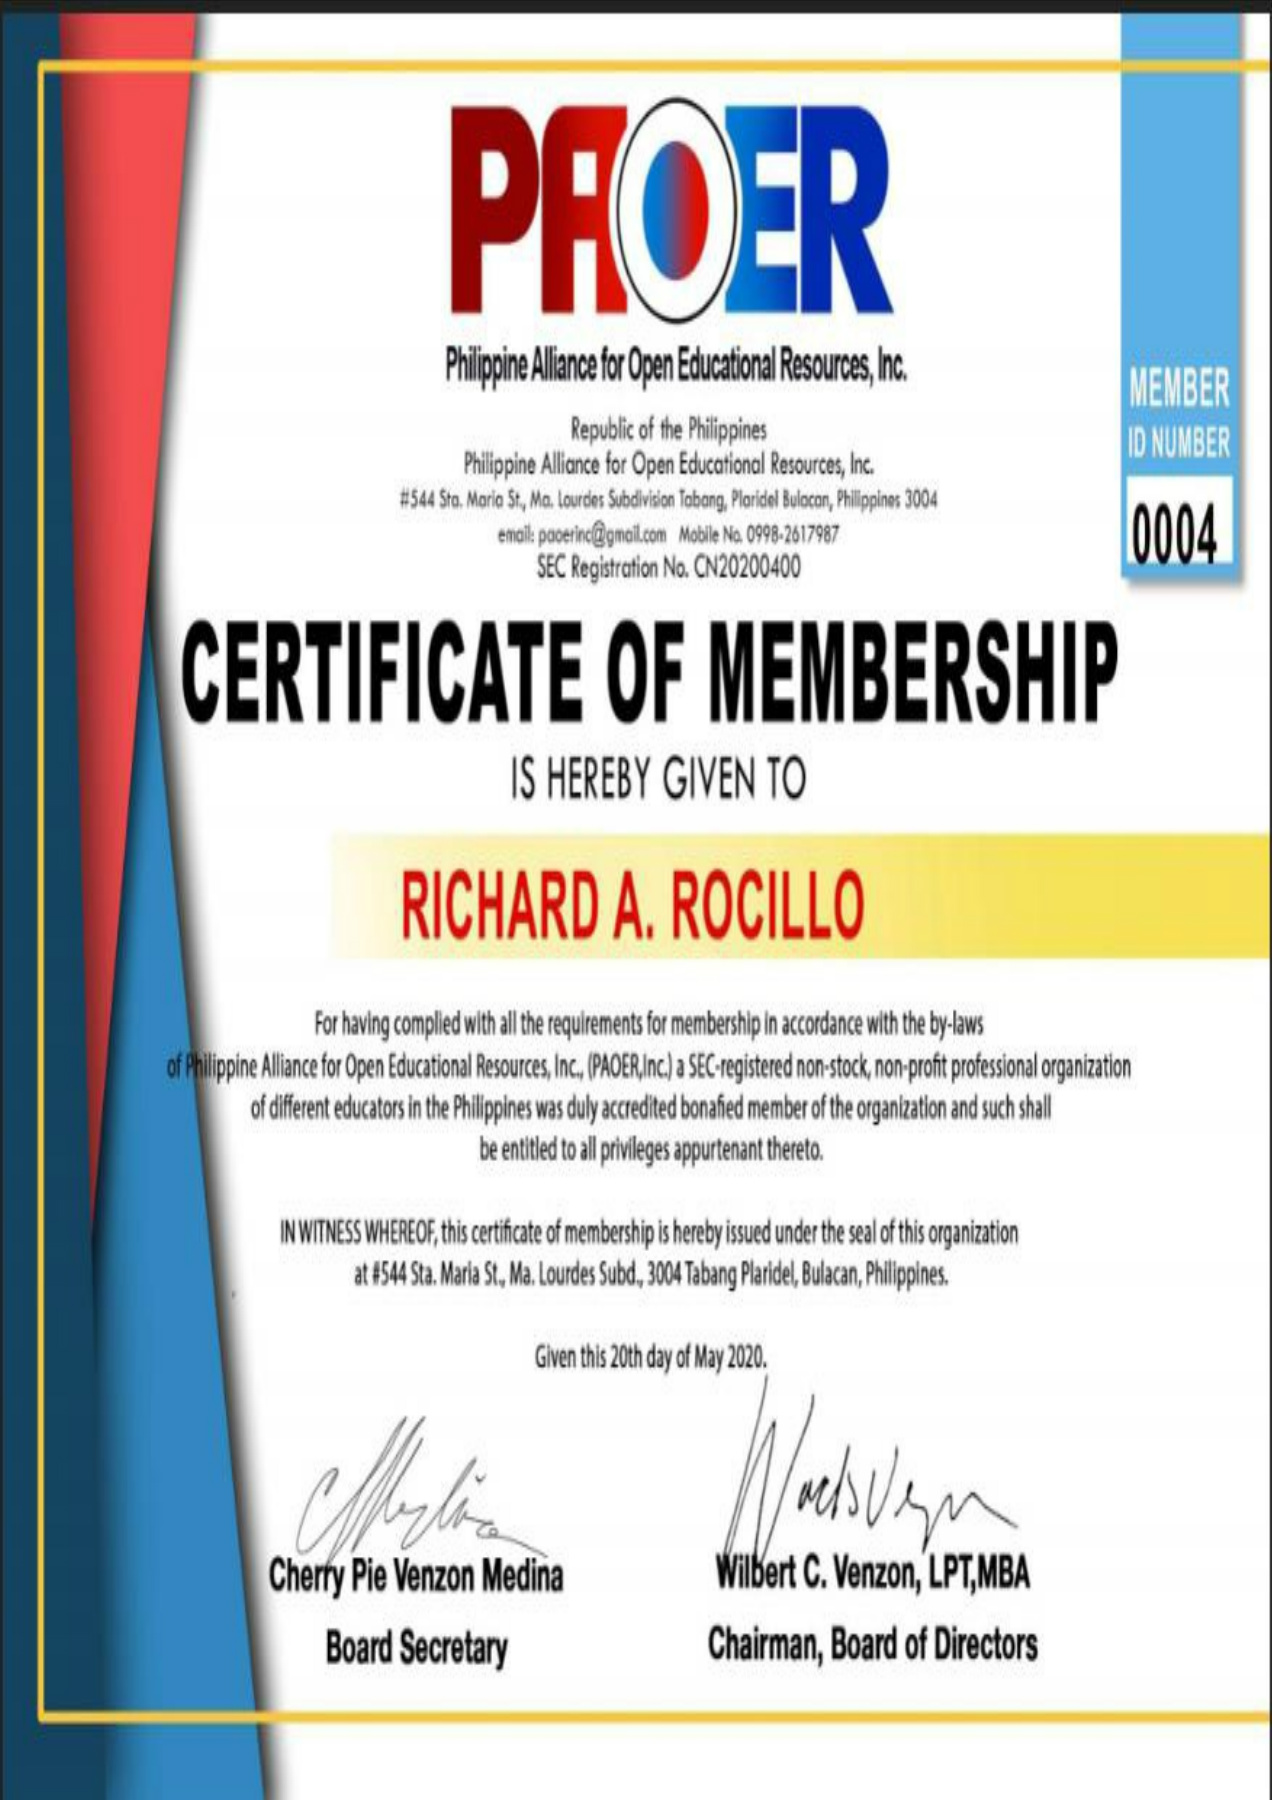 PAOER
Philippine Alliance for Open Educational Resources, Inc.
Republic of the Philippines
Philippine Alliance for Open Educational Resources, Inc.
#544 Sta. Maria St., Ma. Lourdes Subdivision Tabang, Plaridel Bulacan, Philippines 3004
email: paoerinc@gmail.com Mobile No. 0998-2617987
SEC Registration No. CN20200400
MEMBER
ID NUMBER
0004
CERTIFICATE OF MEMBERSHIP
IS HEREBY GIVEN TO
RICHARD A. ROCILLO
For having complied with all the requirements for membership in accordance with the by-laws
of Philippine Alliance for Open Educational Resources, Inc., (PAOER,Inc.) a SEC-registered non-stock, non-profit professional organization
of different educators in the Philippines was duly accredited bonafied member of the organization and such shall
be entitled to all privileges appurtenant thereto.
IN WITNESS WHEREOF, this certificate of membership is hereby issued under the seal of this organization
at #544 Sta. Maria St., Ma. Lourdes Subd., 3004 Tabang Plaridel, Bulacan, Philippines.
Given this 20th day of May 2020.
Cherry Pie Venzon Medina
Board Secretary
Wilbert C. Venzon, LPT,MBA
Chairman, Board of Directors